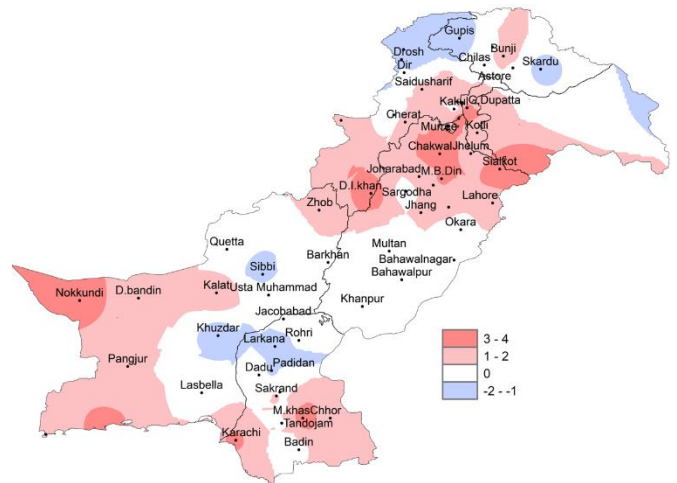 Gupis
Drosh
Bunji
Dir
Chilas
Skardu
Astore
Saidusharif
Kakul
G.Dupatta
Cherat
Murree
Kotli
Chakwal
Jhelum
Joharabad
M.B.Din
Sialkot
D.I.khan
Sargodha
Zhob
Jhang
Lahore
Okara
Quetta
Multan
Barkhan
Bahawalnagar
Sibbi
Bahawalpur
Nokkundi
D.bandin
Kalat
Usta Muhammad
Khanpur
Jacobabad
Khuzdar
Rohri
Larkana
Pangjur
Dadu
Padidan
Lasbella
Sakrand
M.khas
Chhor
Tandojam
Karachi
Badin
3 - 4
1 - 2
0
-2 - -1